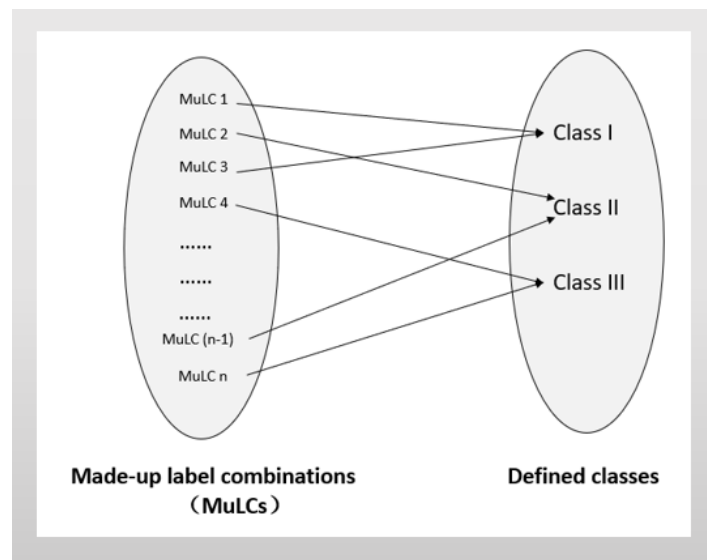 MuLC 1
MuLC 2
MuLC 3
MuLC 4
......
......
......
MuLC (n-1)
MuLC n
Class I
Class II
Class III
Made-up label combinations
（MuLCs）
Defined classes